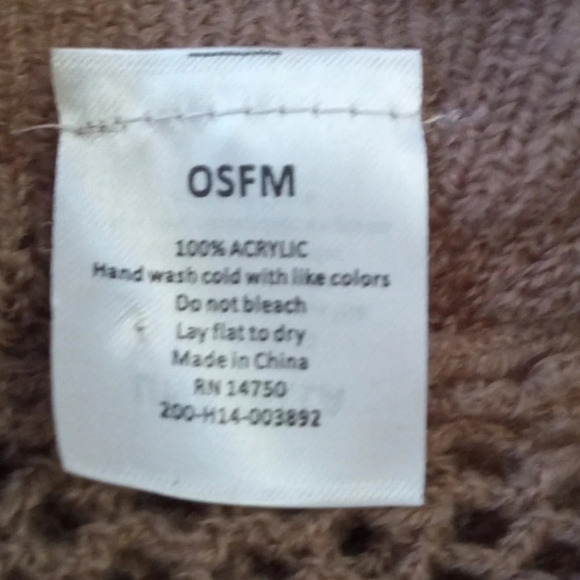 OSFM
100% ACRYLIC
Hand wash cold with like colors
Do not bleach
Lay flat to dry
Made in China
RN 14750
200-H14-003892